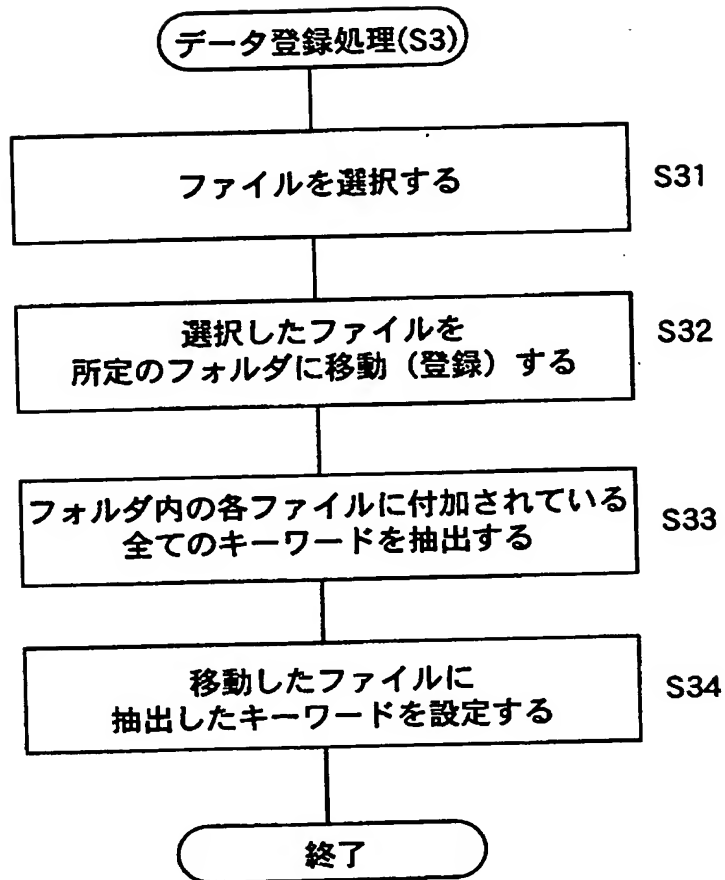 データ登録処理(S3)
ファイルを選択する
S31
選択したファイルを
所定のフォルダに移動（登録）する
S32
フォルダ内の各ファイルに付加されている
全てのキーワードを抽出する
S33
移動したファイルに
抽出したキーワードを設定する
S34
終了